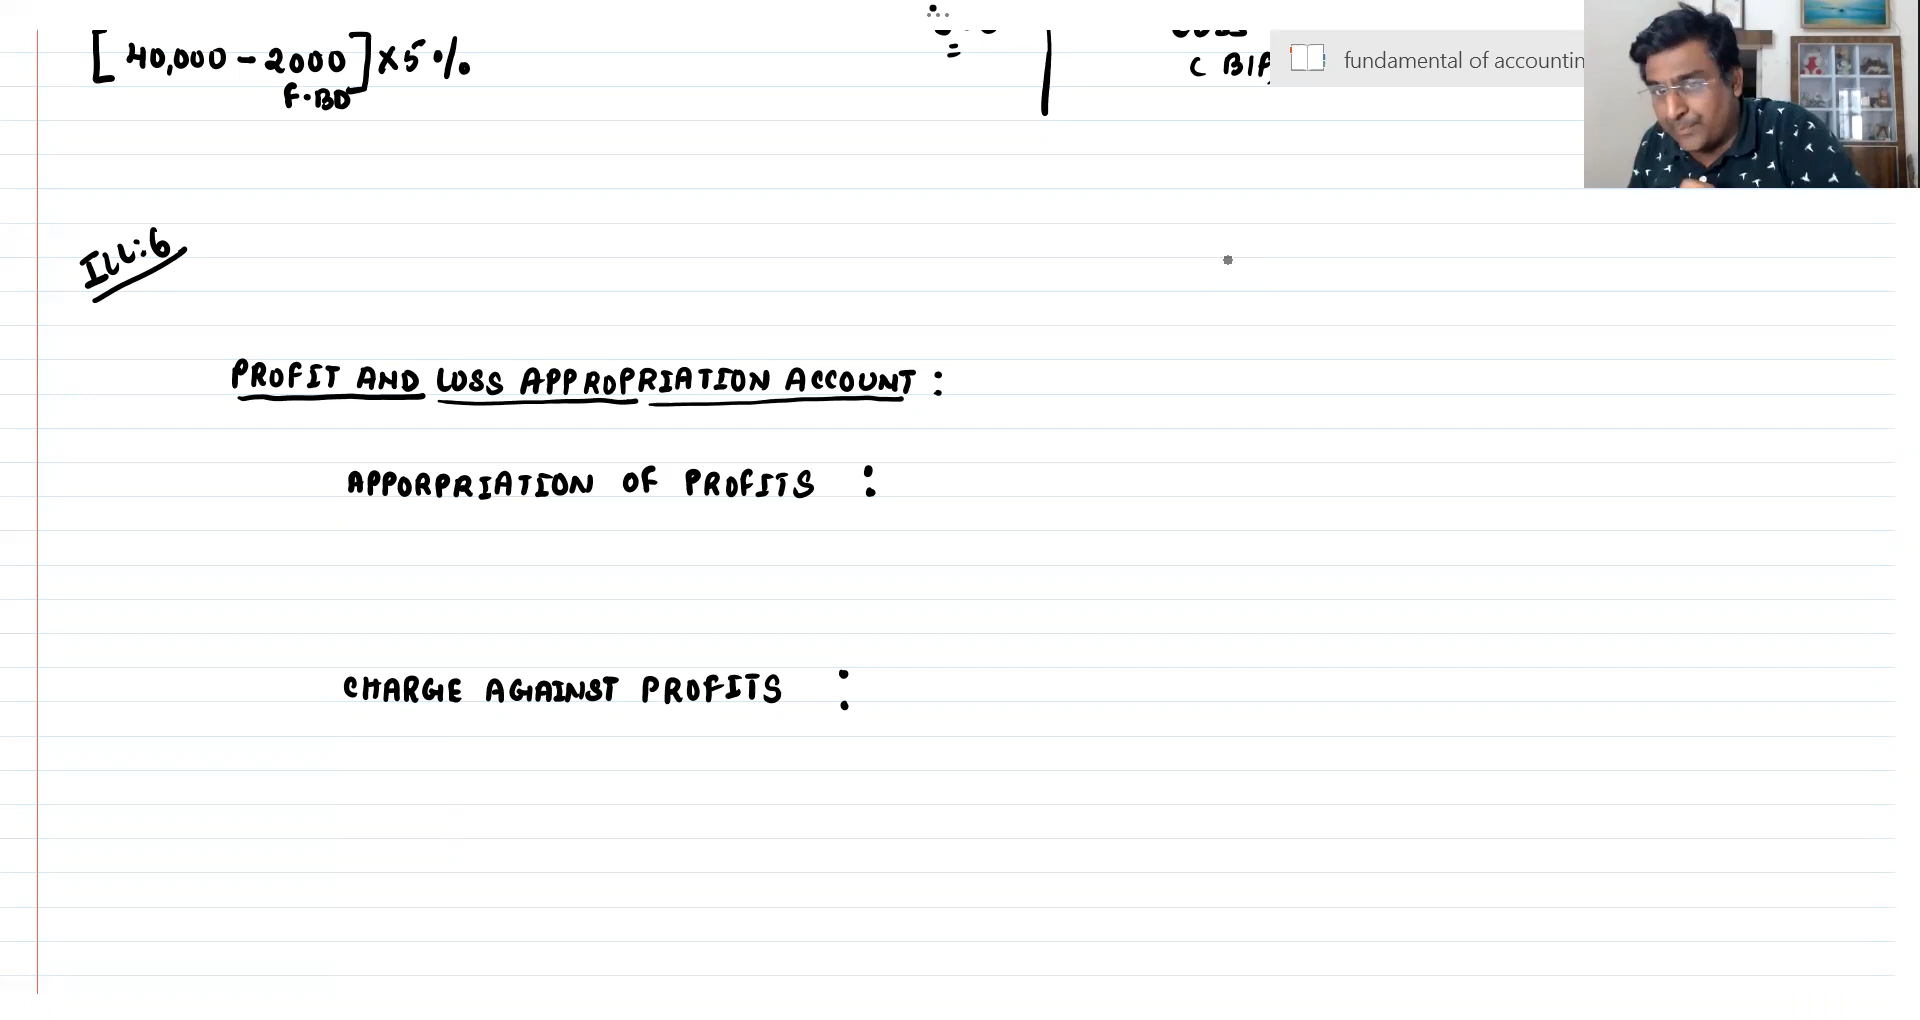 [40,000 - 2000] × 5%
F.BD
fundamental of accountin
ILL:6
PROFIT AND LOSS APPROPRIATION ACCOUNT :
APPORPRIATION OF PROFITS :
CHARGE AGAINST PROFITS :